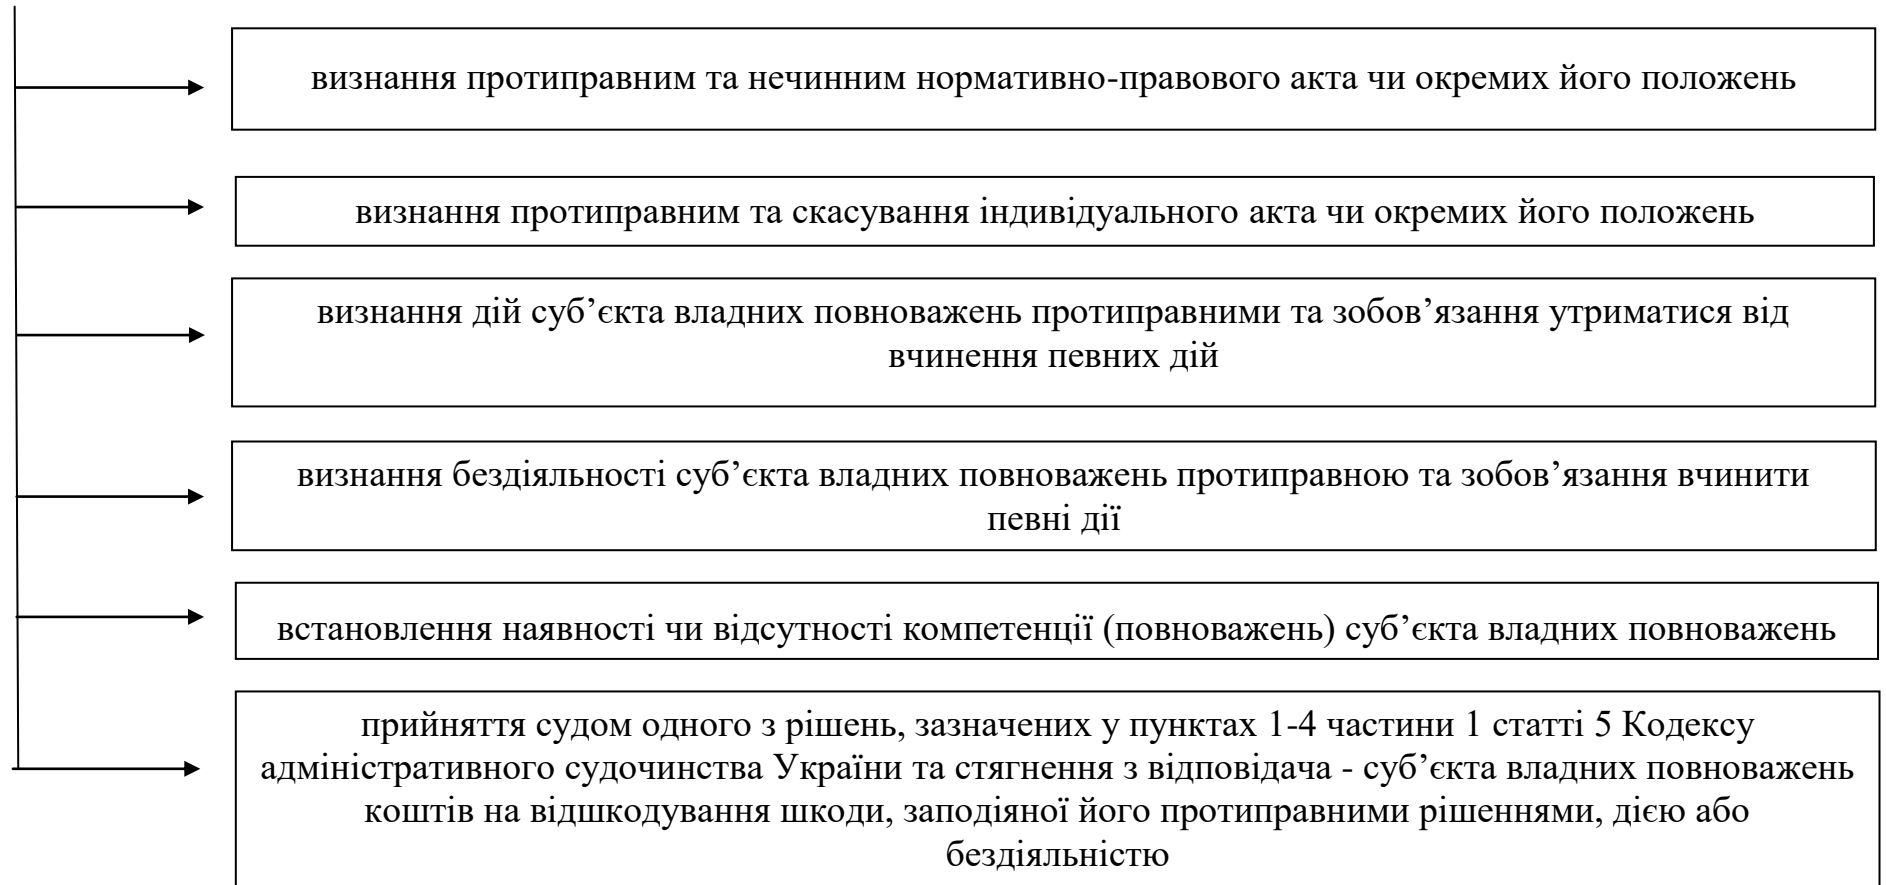 визнання протиправним та нечинним нормативно-правового акта чи окремих його положень
визнання протиправним та скасування індивідуального акта чи окремих його положень
визнання дій суб’єкта владних повноважень протиправними та зобов’язання утриматися від
вчинення певних дій
визнання бездіяльності суб’єкта владних повноважень протиправною та зобов’язання вчинити
певні дії
встановлення наявності чи відсутності компетенції (повноважень) суб’єкта владних повноважень
прийняття судом одного з рішень, зазначених у пунктах 1-4 частини 1 статті 5 Кодексу
адміністративного судочинства України та стягнення з відповідача - суб’єкта владних повноважень
коштів на відшкодування шкоди, заподіяної його протиправними рішеннями, дією або
бездіяльністю